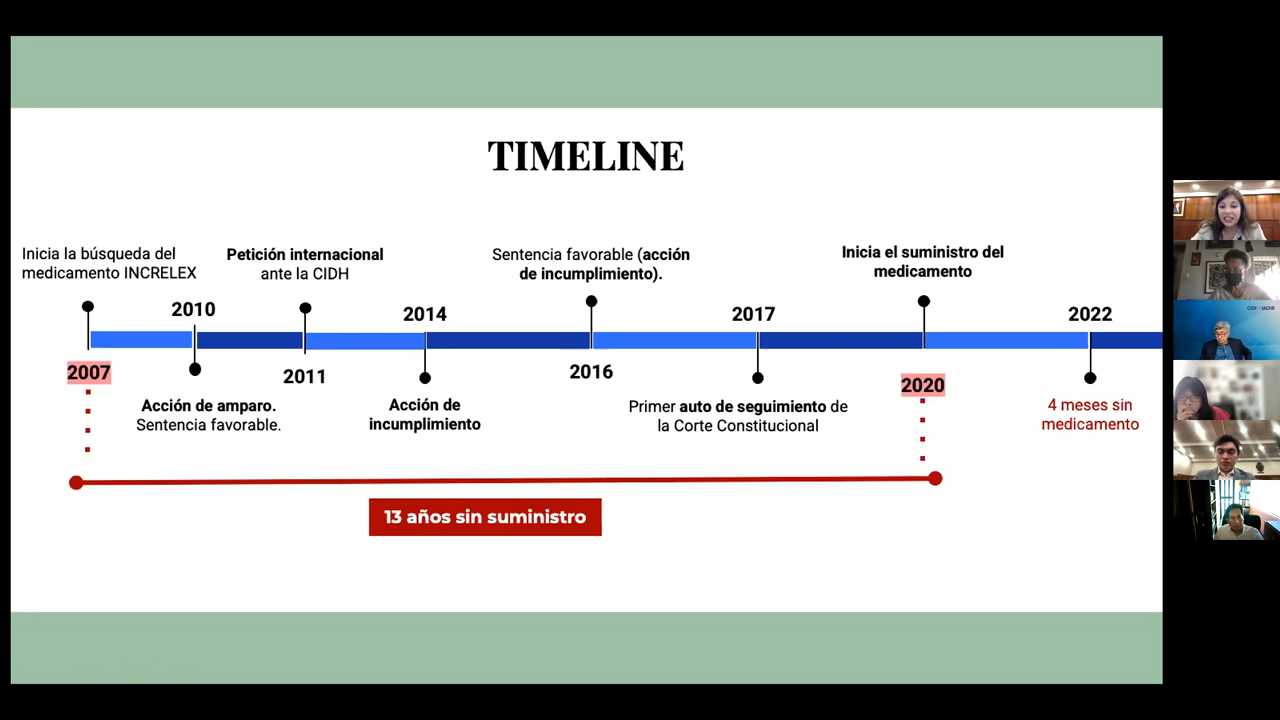 TIMELINE
Inicia la búsqueda del
medicamento INCRELEX
2007
2010
Acción de amparo.
Sentencia favorable.
Petición internacional
ante la CIDH
2011
2014
Acción de
incumplimiento
Sentencia favorable (acción
de incumplimiento).
2016
2017
Primer auto de seguimiento de
la Corte Constitucional
Inicia el suministro del
medicamento
2020
2022
4 meses sin
medicamento
13 años sin suministro
CIDH IACHR